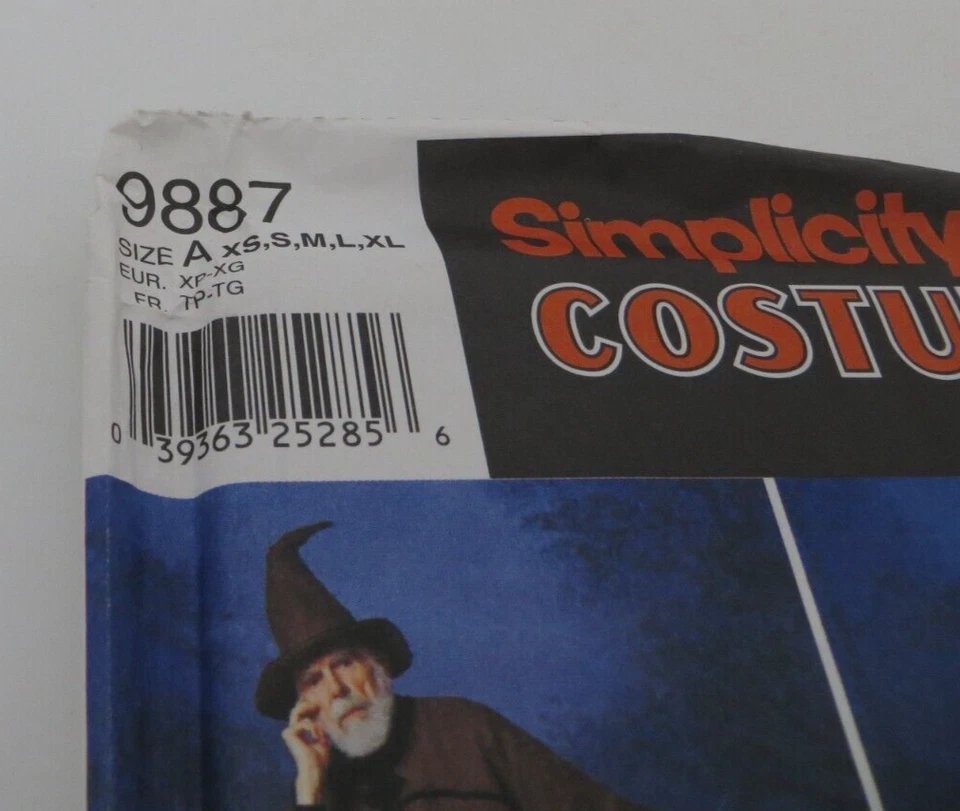 9887
SIZE A XS,S,M,L,XL
EUR. XP-XG
FR. TP-TG
0 39363 25285 6
Simplicity
COSTU